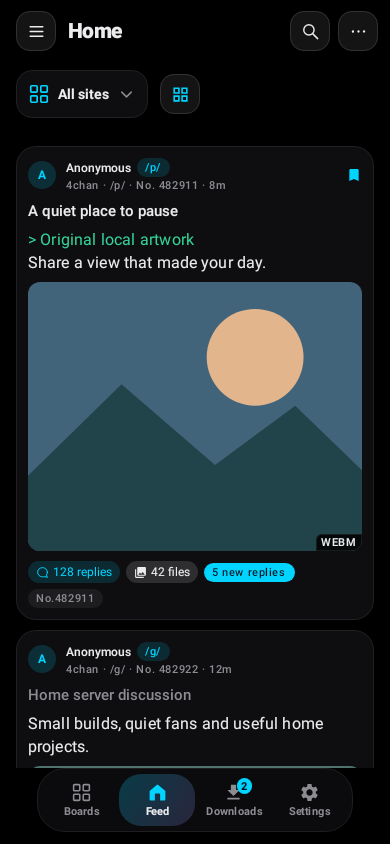 Home
All sites
A
Anonymous /p/
4chan · /p/ · No. 482911 · 8m
A quiet place to pause
> Original local artwork
Share a view that made your day.
WEBM
128 replies 42 files 5 new replies
No.482911
A
Anonymous /g/
4chan · /g/ · No. 482922 · 12m
Home server discussion
Small builds, quiet fans and useful home
projects.
2
Boards Feed Downloads Settings